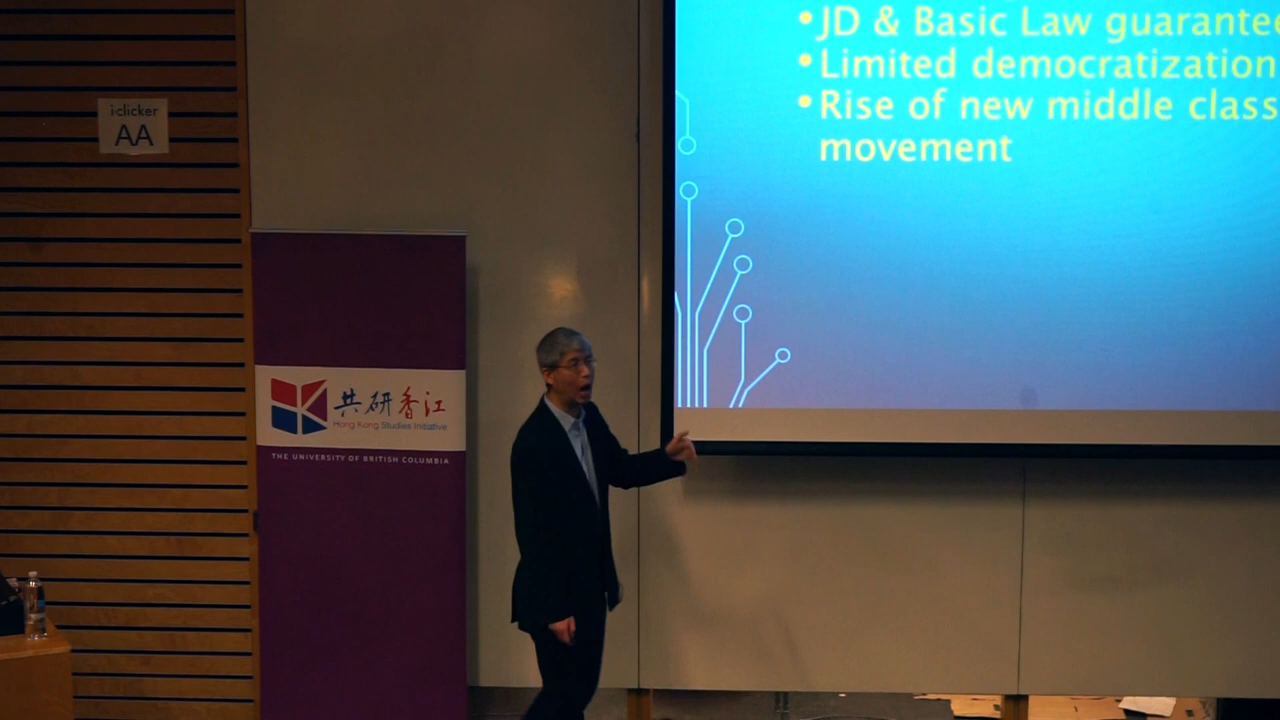 • JD & Basic Law guarantee
• Limited democratization
• Rise of new middle class
movement
i-clicker
AA
共研香江
Hong Kong Studies Initiative
THE UNIVERSITY OF BRITISH COLUMBIA